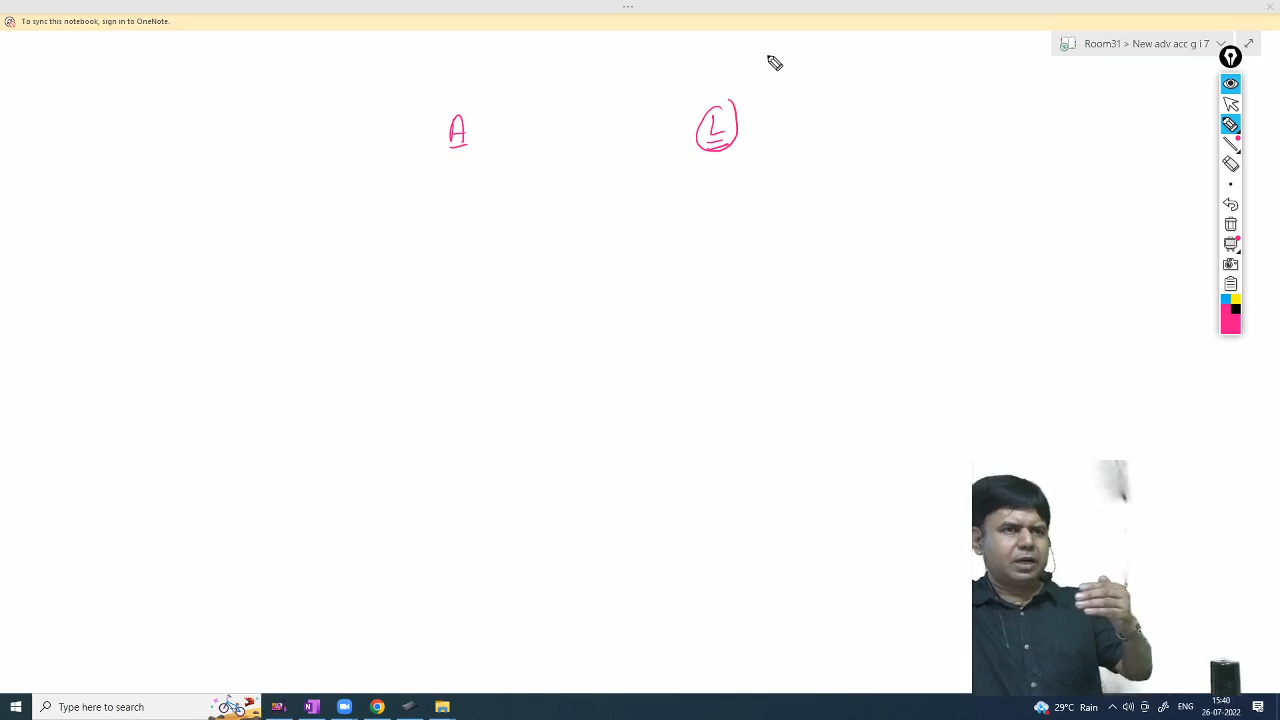 To sync this notebook, sign in to OneNote.
Room31 > New adv acc g i 7
A L
Type here to search
29°C Rain
ENG
15:40
26-07-2022